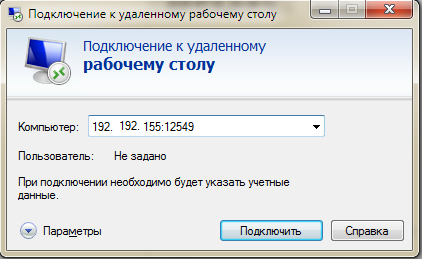 Подключение к удаленному рабочему столу
Подключение к удаленному
рабочему столу
Компьютер: 192. 192. 155:12549
Пользователь: Не задано
При подключении необходимо будет указать учетные
данные.
Параметры Подключить Справка